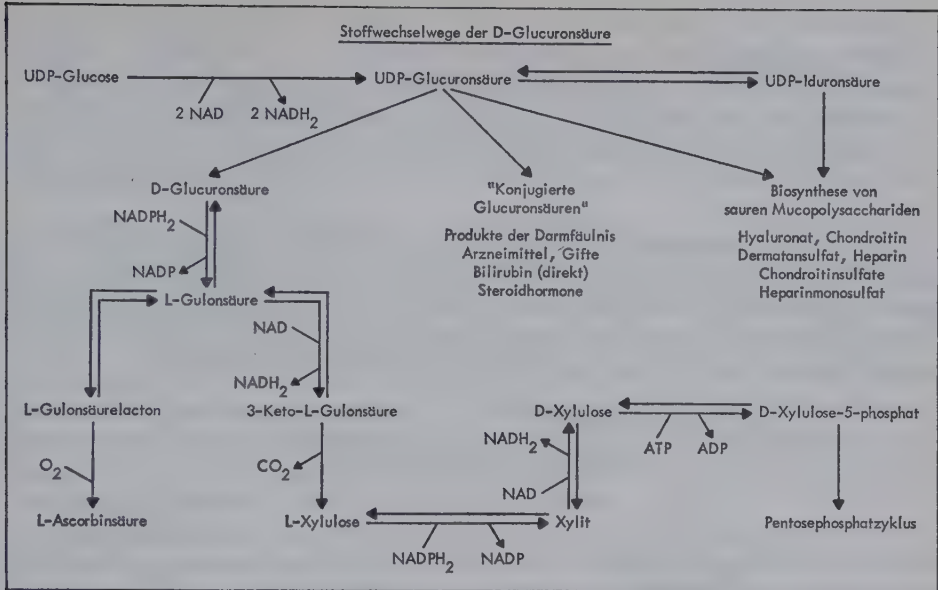 Stoffwechselwege der D-Glucuronsäure
UDP-Glucose
UDP-Glucuronsäure
UDP-Iduronsäure
2 NAD
2 NADH2
D-Glucuronsäure
"Konjugierte
Glucuronsäuren"
Biosynthese von
sauren Mucopolysacchariden
NADPH2
NADP
Produkte der Darmfäulnis
Arzneimittel, Gifte
Bilirubin (direkt)
Steroidhormone
Hyaluronat, Chondroitin
Dermatansulfat, Heparin
Chondroitinsulfate
Heparinmonosulfat
L-Gulonsäure
NAD
NADH2
L-Gulonsäurelacton
3-Keto-L-Gulonsäure
D-Xylulose
D-Xylulose-5-phosphat
O2
CO2
NADH2
NAD
ATP
ADP
L-Ascorbinsäure
L-Xylulose
Xylit
Pentosephosphatzyklus
NADPH2
NADP